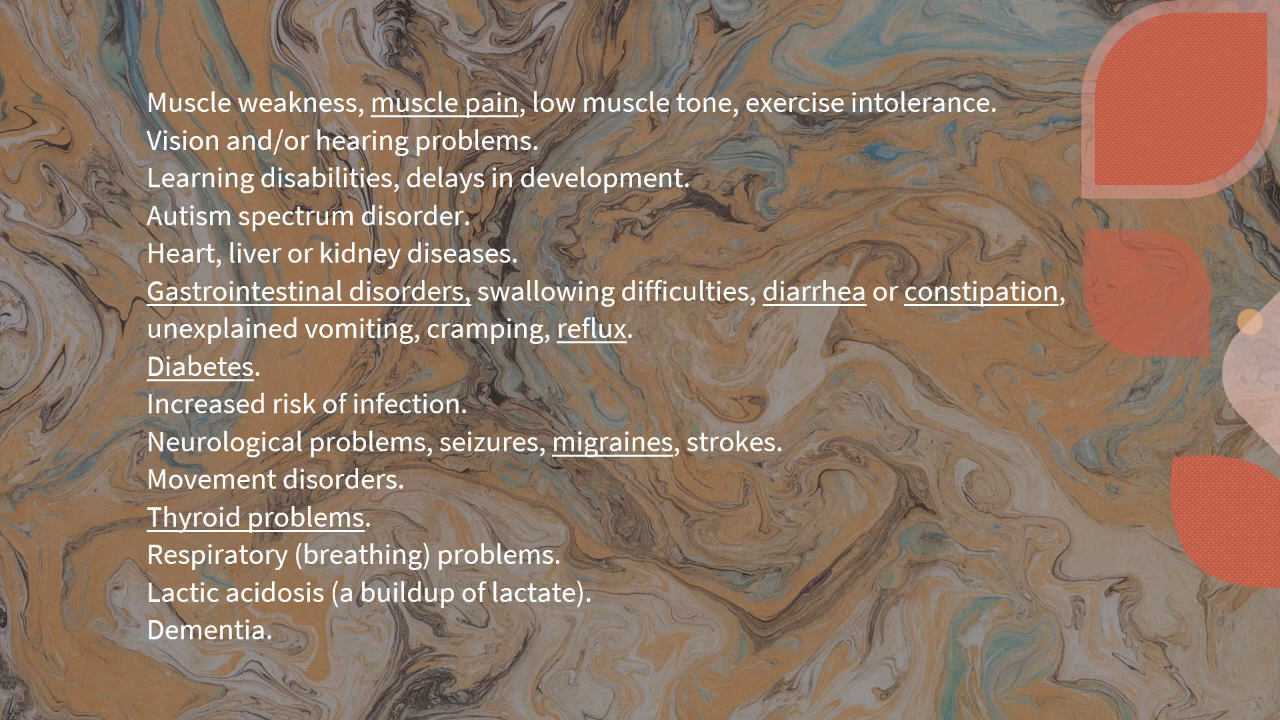 Muscle weakness, muscle pain, low muscle tone, exercise intolerance.
Vision and/or hearing problems.
Learning disabilities, delays in development.
Autism spectrum disorder.
Heart, liver or kidney diseases.
Gastrointestinal disorders, swallowing difficulties, diarrhea or constipation,
unexplained vomiting, cramping, reflux.
Diabetes.
Increased risk of infection.
Neurological problems, seizures, migraines, strokes.
Movement disorders.
Thyroid problems.
Respiratory (breathing) problems.
Lactic acidosis (a buildup of lactate).
Dementia.